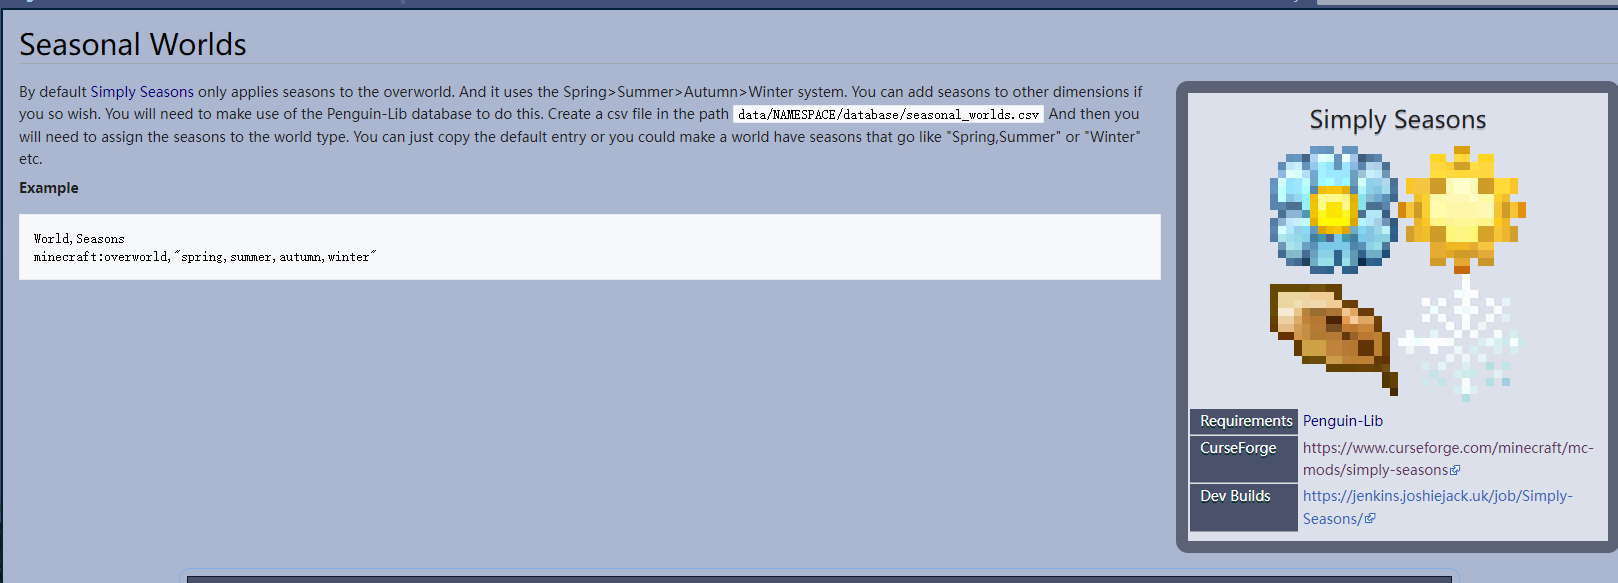 Seasonal Worlds
By default Simply Seasons only applies seasons to the overworld. And it uses the Spring>Summer>Autumn>Winter system. You can add seasons to other dimensions if
you so wish. You will need to make use of the Penguin-Lib database to do this. Create a csv file in the path data/NAMESPACE/database/seasonal_worlds.csv And then you
will need to assign the seasons to the world type. You can just copy the default entry or you could make a world have seasons that go like "Spring,Summer" or "Winter"
etc.
Example
World,Seasons
minecraft:overworld,"spring,summer,autumn,winter"
Simply Seasons
Requirements Penguin-Lib
CurseForge https://www.curseforge.com/minecraft/mc-
mods/simply-seasons
Dev Builds https://jenkins.joshiejack.uk/job/Simply-
Seasons/